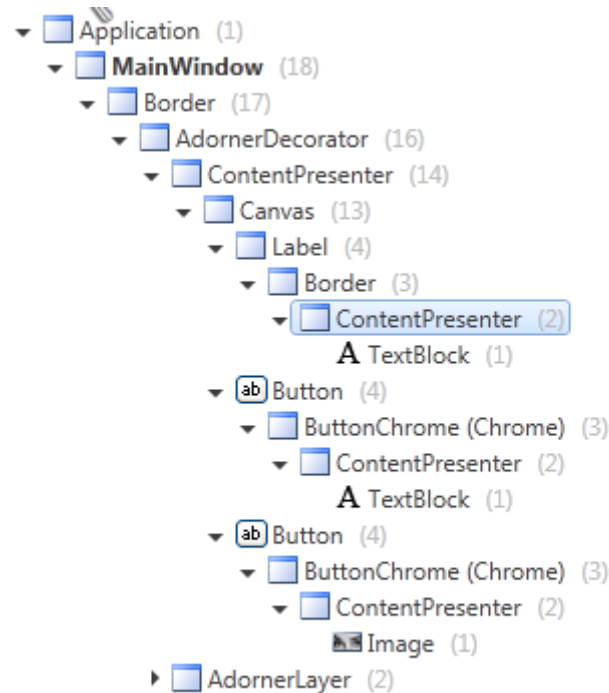 Application (1)
MainWindow (18)
Border (17)
AdornerDecorator (16)
ContentPresenter (14)
Canvas (13)
Label (4)
Border (3)
ContentPresenter (2)
A TextBlock (1)
ab Button (4)
ButtonChrome (Chrome) (3)
ContentPresenter (2)
A TextBlock (1)
ab Button (4)
ButtonChrome (Chrome) (3)
ContentPresenter (2)
Image (1)
AdornerLayer (2)